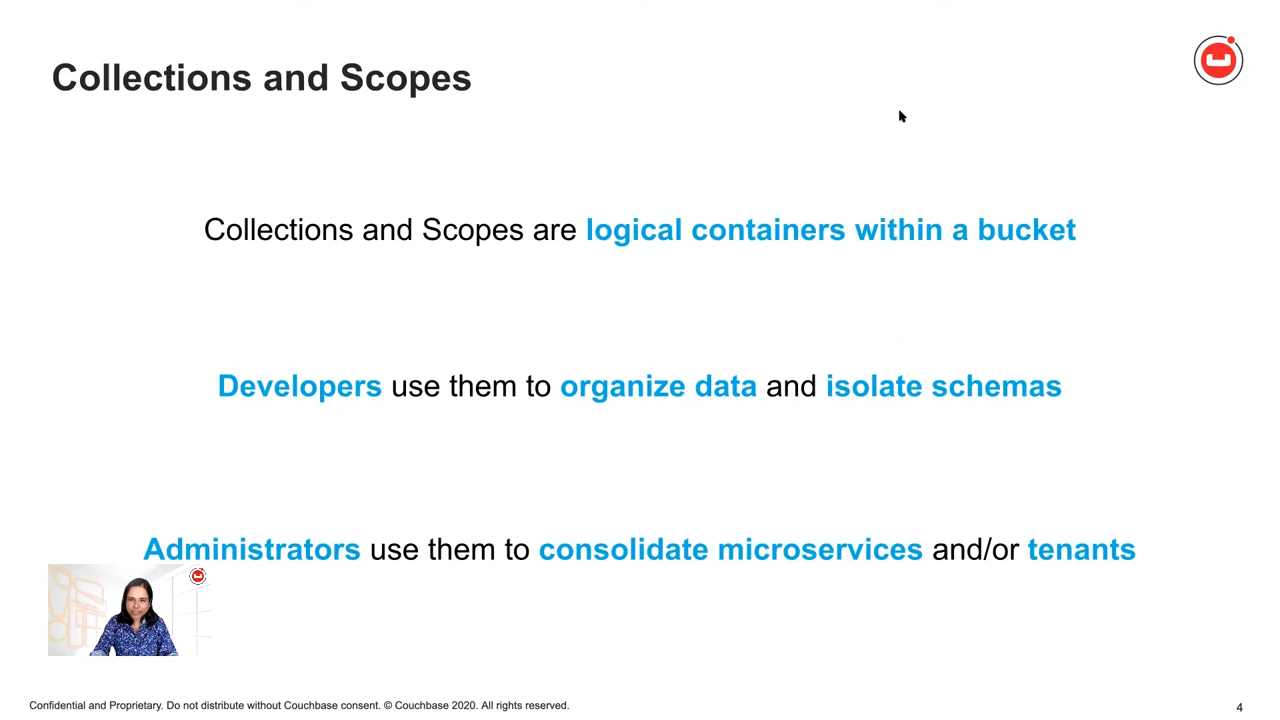 Collections and Scopes
Collections and Scopes are logical containers within a bucket
Developers use them to organize data and isolate schemas
Administrators use them to consolidate microservices and/or tenants
Confidential and Proprietary. Do not distribute without Couchbase consent. © Couchbase 2020. All rights reserved.
4